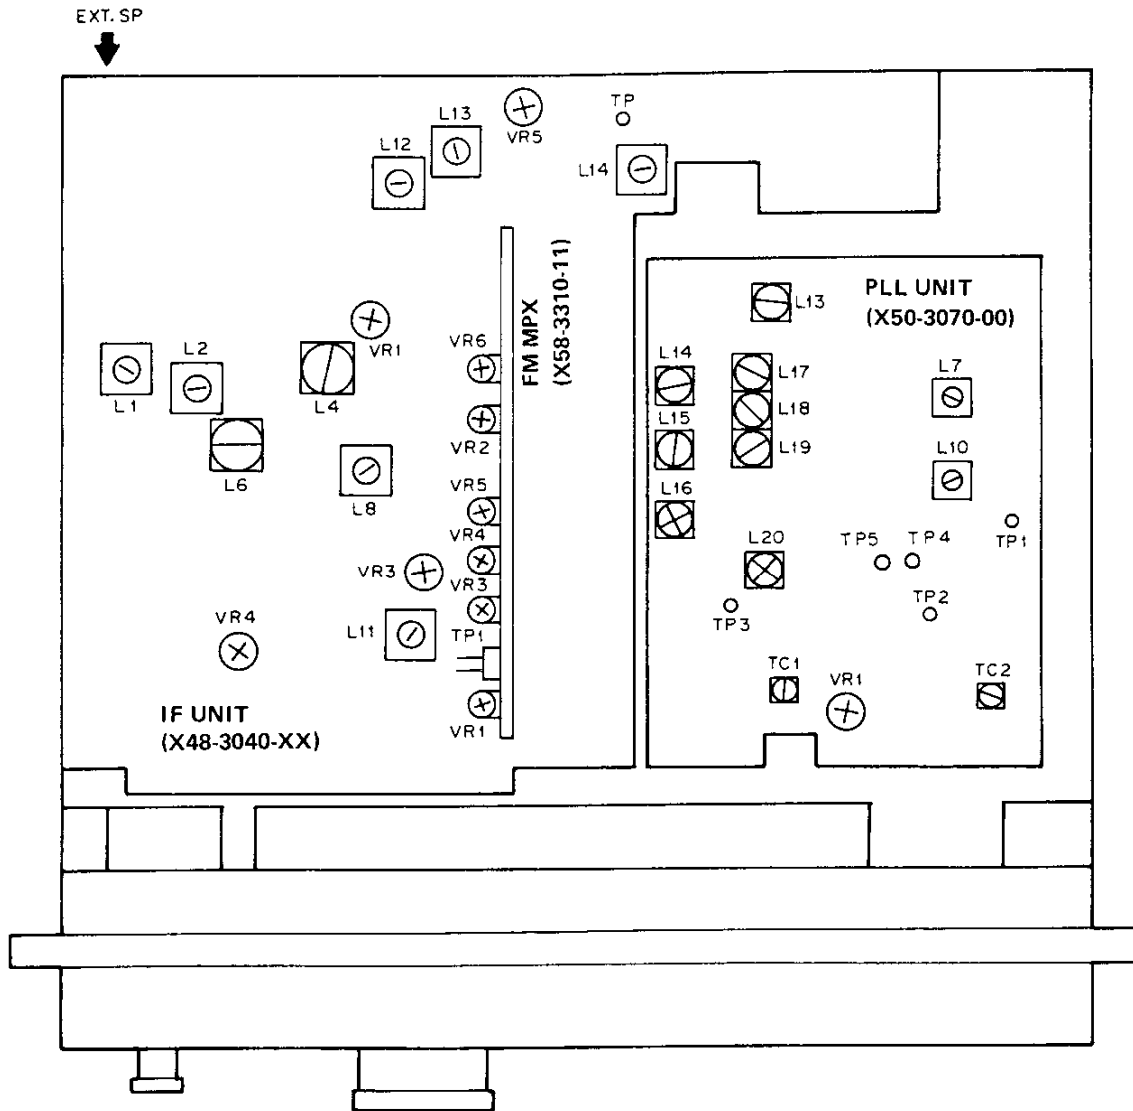 EXT. SP
L13
VR5
TP
L12
L14
FM MPX
(X58-3310-11)
PLL UNIT
(X50-3070-00)
L13
L1
L2
VR1
L4
L6
L8
VR6
VR2
VR5
VR4
VR3
TP1
VR1
VR3
L11
VR4
IF UNIT
(X48-3040-XX)
L14
L15
L16
L17
L18
L19
L7
L10
L20
TP5
TP4
TP1
TP2
TP3
TC1
VR1
TC2